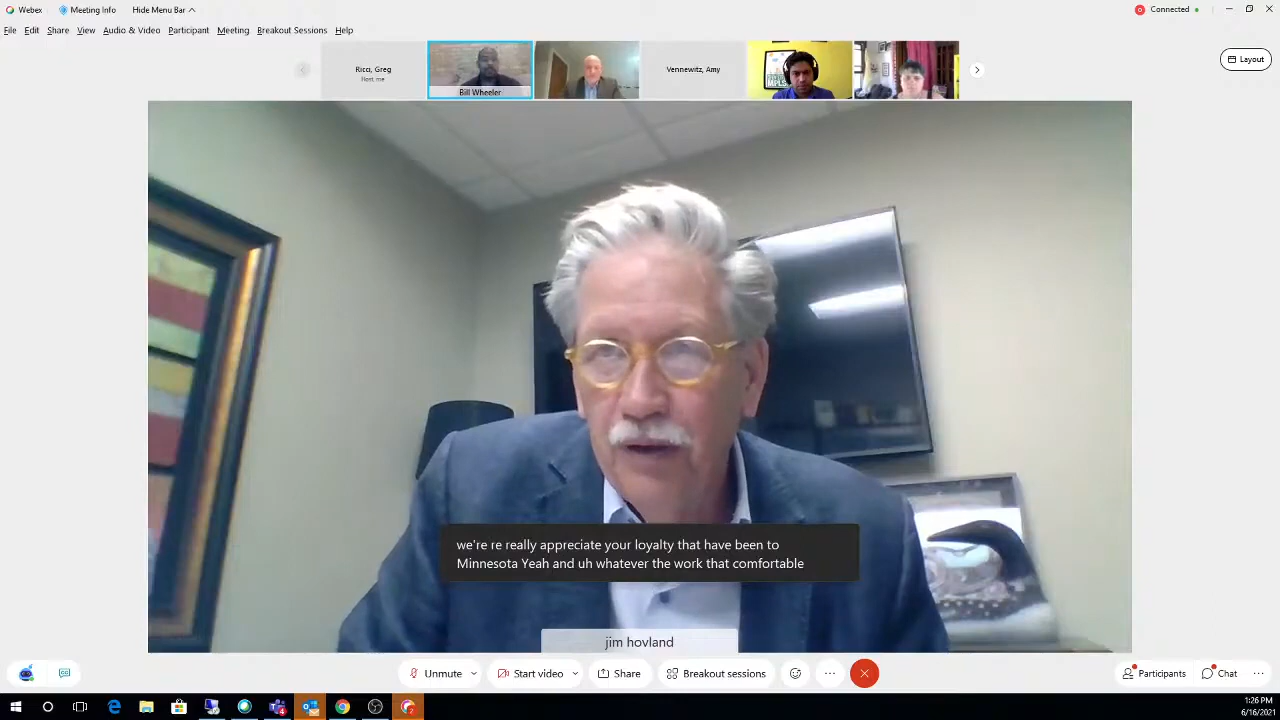 Webex
Meeting Info
Hide Menu Bar
Connected
File Edit Share View Audio & Video Participant Meeting Breakout Sessions Help
Ricci, Greg
Host, me
Bill Wheeler
Vennewitz, Amy
Layout
we're re really appreciate your loyalty that have been to
Minnesota Yeah and uh whatever the work that comfortable
jim hovland
Unmute
Start video
Share
Breakout sessions
Participants
Chat
1:26 PM
6/16/2021